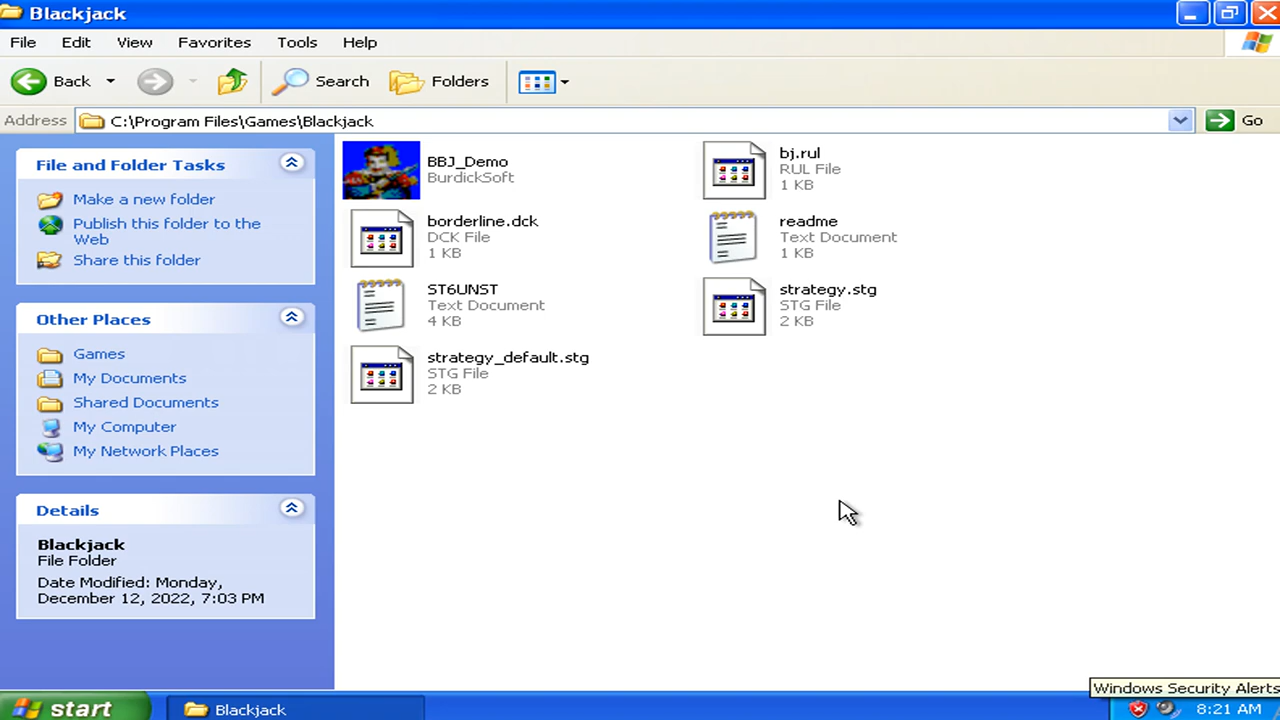 Blackjack
File Edit View Favorites Tools Help
Back Search Folders
Address C:\Program Files\Games\Blackjack Go
File and Folder Tasks
Make a new folder
Publish this folder to the
Web
Share this folder
Other Places
Games
My Documents
Shared Documents
My Computer
My Network Places
Details
Blackjack
File Folder
Date Modified: Monday,
December 12, 2022, 7:03 PM
BBJ_Demo
BurdickSoft
bj.rul
RUL File
1 KB
borderline.dck
DCK File
1 KB
readme
Text Document
1 KB
ST6UNST
Text Document
4 KB
strategy.stg
STG File
2 KB
strategy_default.stg
STG File
2 KB
Windows Security Alerts
start Blackjack 8:21 AM